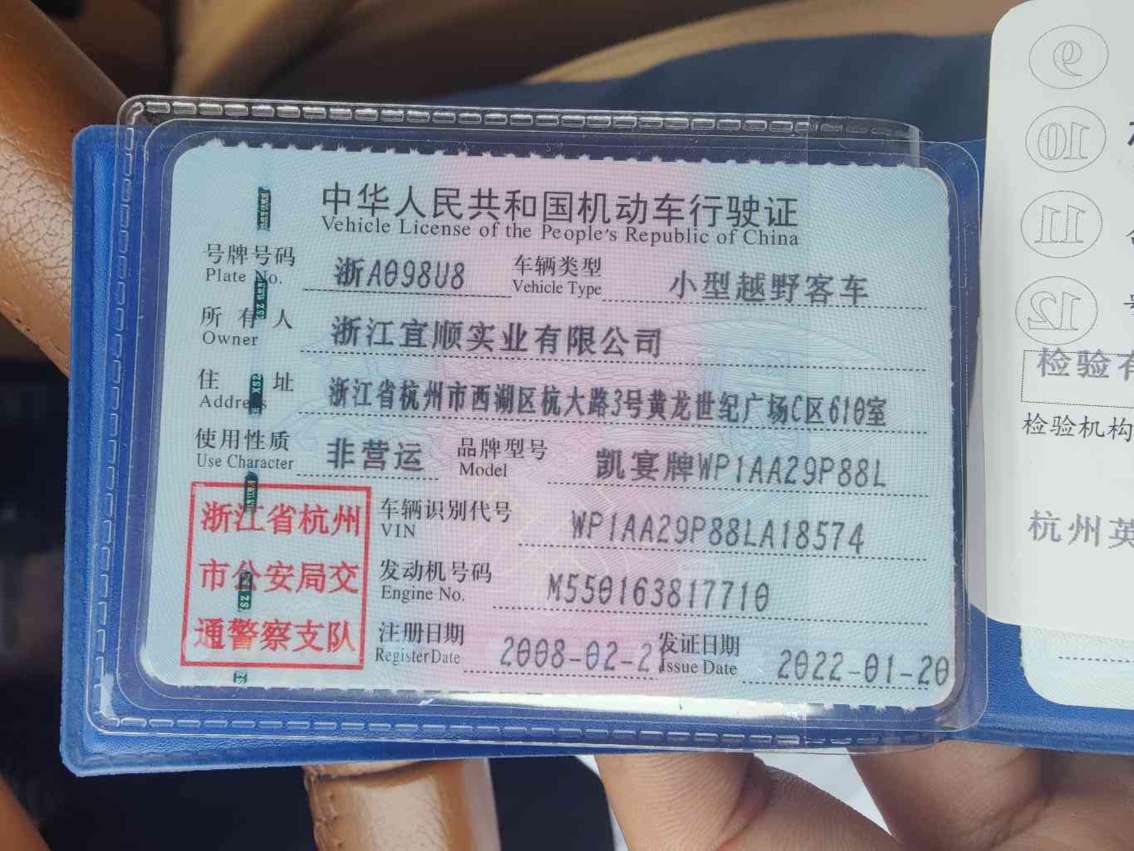 中华人民共和国机动车行驶证
Vehicle License of the People's Republic of China
号牌号码 浙A098U8 车辆类型 小型越野客车
Plate No. Vehicle Type
所有人 浙江宜顺实业有限公司
Owner
住址 浙江省杭州市西湖区杭大路3号黄龙世纪广场C区610室
Address
使用性质 非营运 品牌型号 凯宴牌WP1AA29P88L
Use Character Model
浙江省杭州
市公安局交
通警察支队
车辆识别代号 WP1AA29P88LA18574
VIN
发动机号码 M550163817710
Engine No.
注册日期 2008-02-2 发证日期 2022-01-20
Register Date Issue Date
9
10
11
12
检验有
检验机构
杭州英